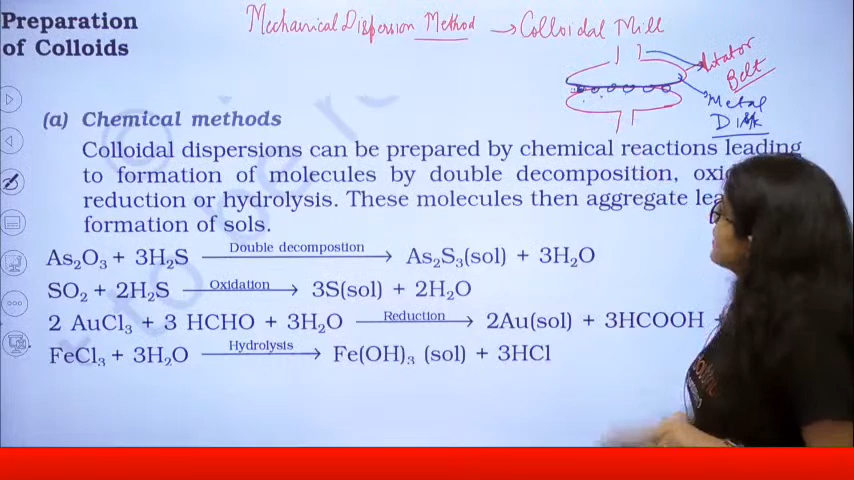 Preparation
of Colloids
Mechanical Dispersion Method → Colloidal Mill
Belt
Metal
Disk
(a) Chemical methods
Colloidal dispersions can be prepared by chemical reactions leading
to formation of molecules by double decomposition,
reduction or hydrolysis. These molecules then aggregate
formation of sols.
As₂O₃ + 3H₂S Double decompostion → As₂S₃(sol) + 3H₂O
SO₂ + 2H₂S Oxidation → 3S(sol) + 2H₂O
2 AuCl₃ + 3 HCHO + 3H₂O Reduction → 2Au(sol) + 3HCOOH +
FeCl₃ + 3H₂O Hydrolysis → Fe(OH)₃ (sol) + 3HCl